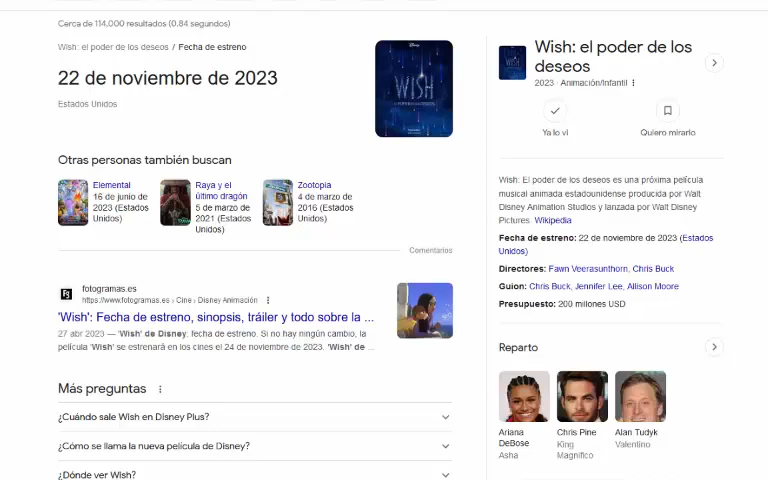 Cerca de 114,000 resultados (0.84 segundos)
Wish: el poder de los deseos / Fecha de estreno
22 de noviembre de 2023
Estados Unidos
Disney
WISH
Otras personas también buscan
Elemental
16 de junio de
2023 (Estados
Unidos)
Raya y el
último dragón
5 de marzo de
2021 (Estados
Unidos)
Zootopia
4 de marzo de
2016 (Estados
Unidos)
Comentarios
fotogramas.es
https://www.fotogramas.es › Cine › Disney Animación
'Wish': Fecha de estreno, sinopsis, tráiler y todo sobre la ...
27 abr 2023 — 'Wish' de Disney: fecha de estreno. Si no hay ningún cambio, la
película 'Wish' se estrenará en los cines el 24 de noviembre de 2023. 'Wish' de ...
Más preguntas
¿Cuándo sale Wish en Disney Plus?
¿Cómo se llama la nueva película de Disney?
¿Dónde ver Wish?
Wish: el poder de los
deseos
2023 · Animación/Infantil
Ya lo vi
Quiero mirarlo
Wish: El poder de los deseos es una próxima película
musical animada estadounidense producida por Walt
Disney Animation Studios y lanzada por Walt Disney
Pictures. Wikipedia
Fecha de estreno: 22 de noviembre de 2023 (Estados
Unidos)
Directores: Fawn Veerasunthorn, Chris Buck
Guion: Chris Buck, Jennifer Lee, Allison Moore
Presupuesto: 200 millones USD
Reparto
Ariana
DeBose
Asha
Chris Pine
King
Magnifico
Alan Tudyk
Valentino